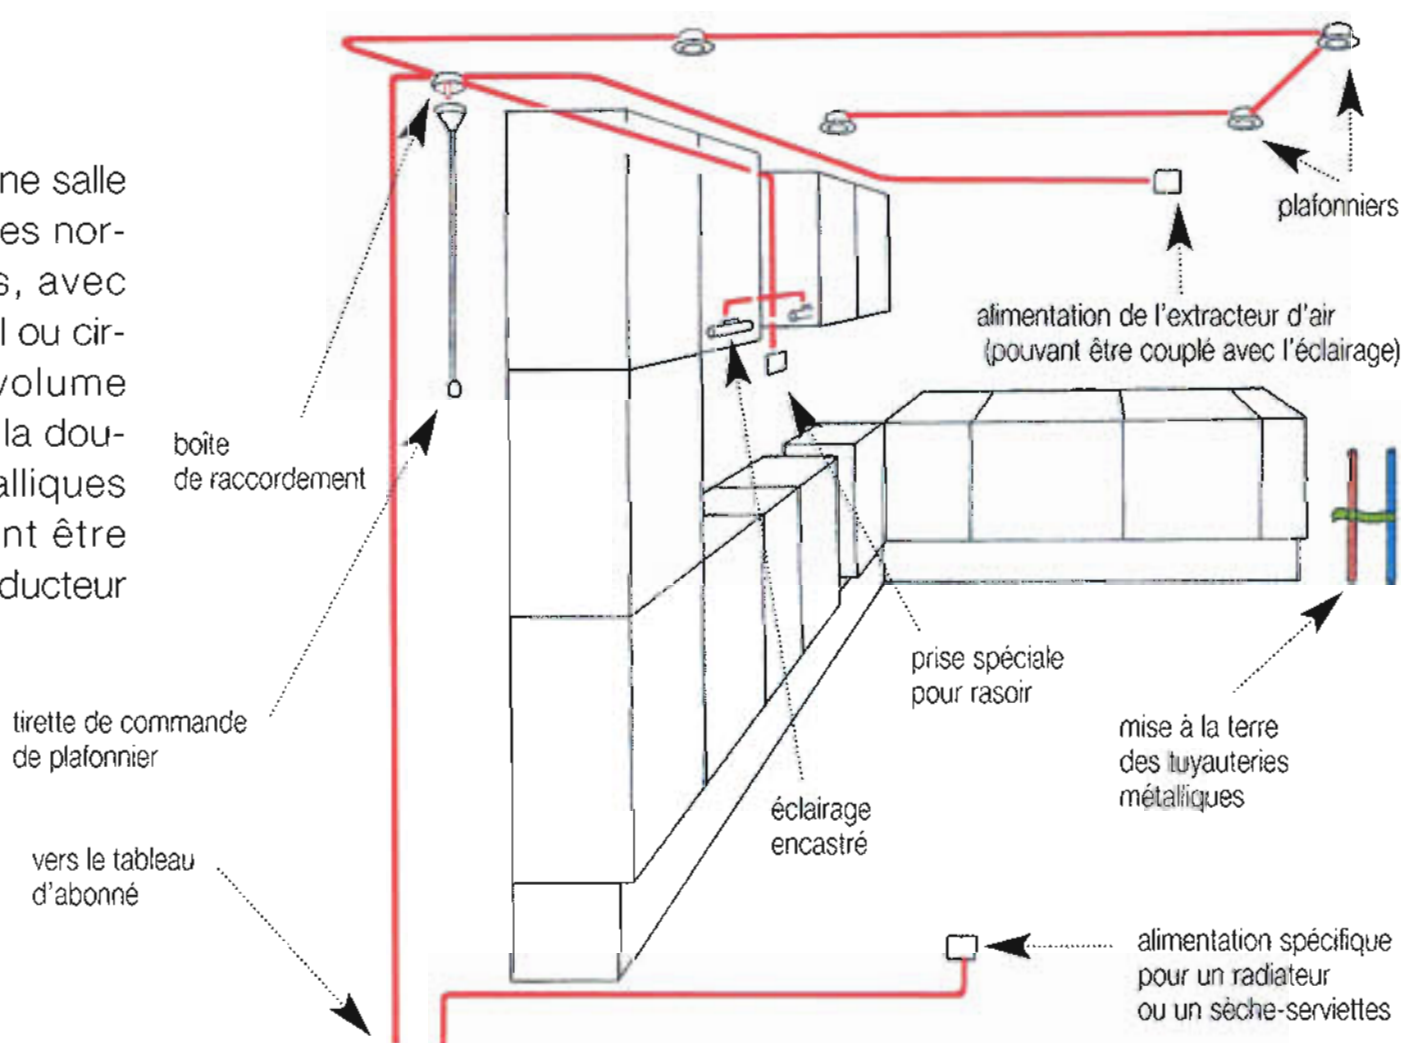 ne salle
es nor-
s, avec
l ou cir-
volume
la dou-
alliques
nt être
ducteur
plafonniers
alimentation de l'extracteur d'air
(pouvant être couplé avec l'éclairage)
boîte
de raccordement
prise spéciale
pour rasoir
tirette de commande
de plafonnier
mise à la terre
des tuyauteries
métalliques
éclairage
encastré
vers le tableau
d'abonné
alimentation spécifique
pour un radiateur
ou un sèche-serviettes